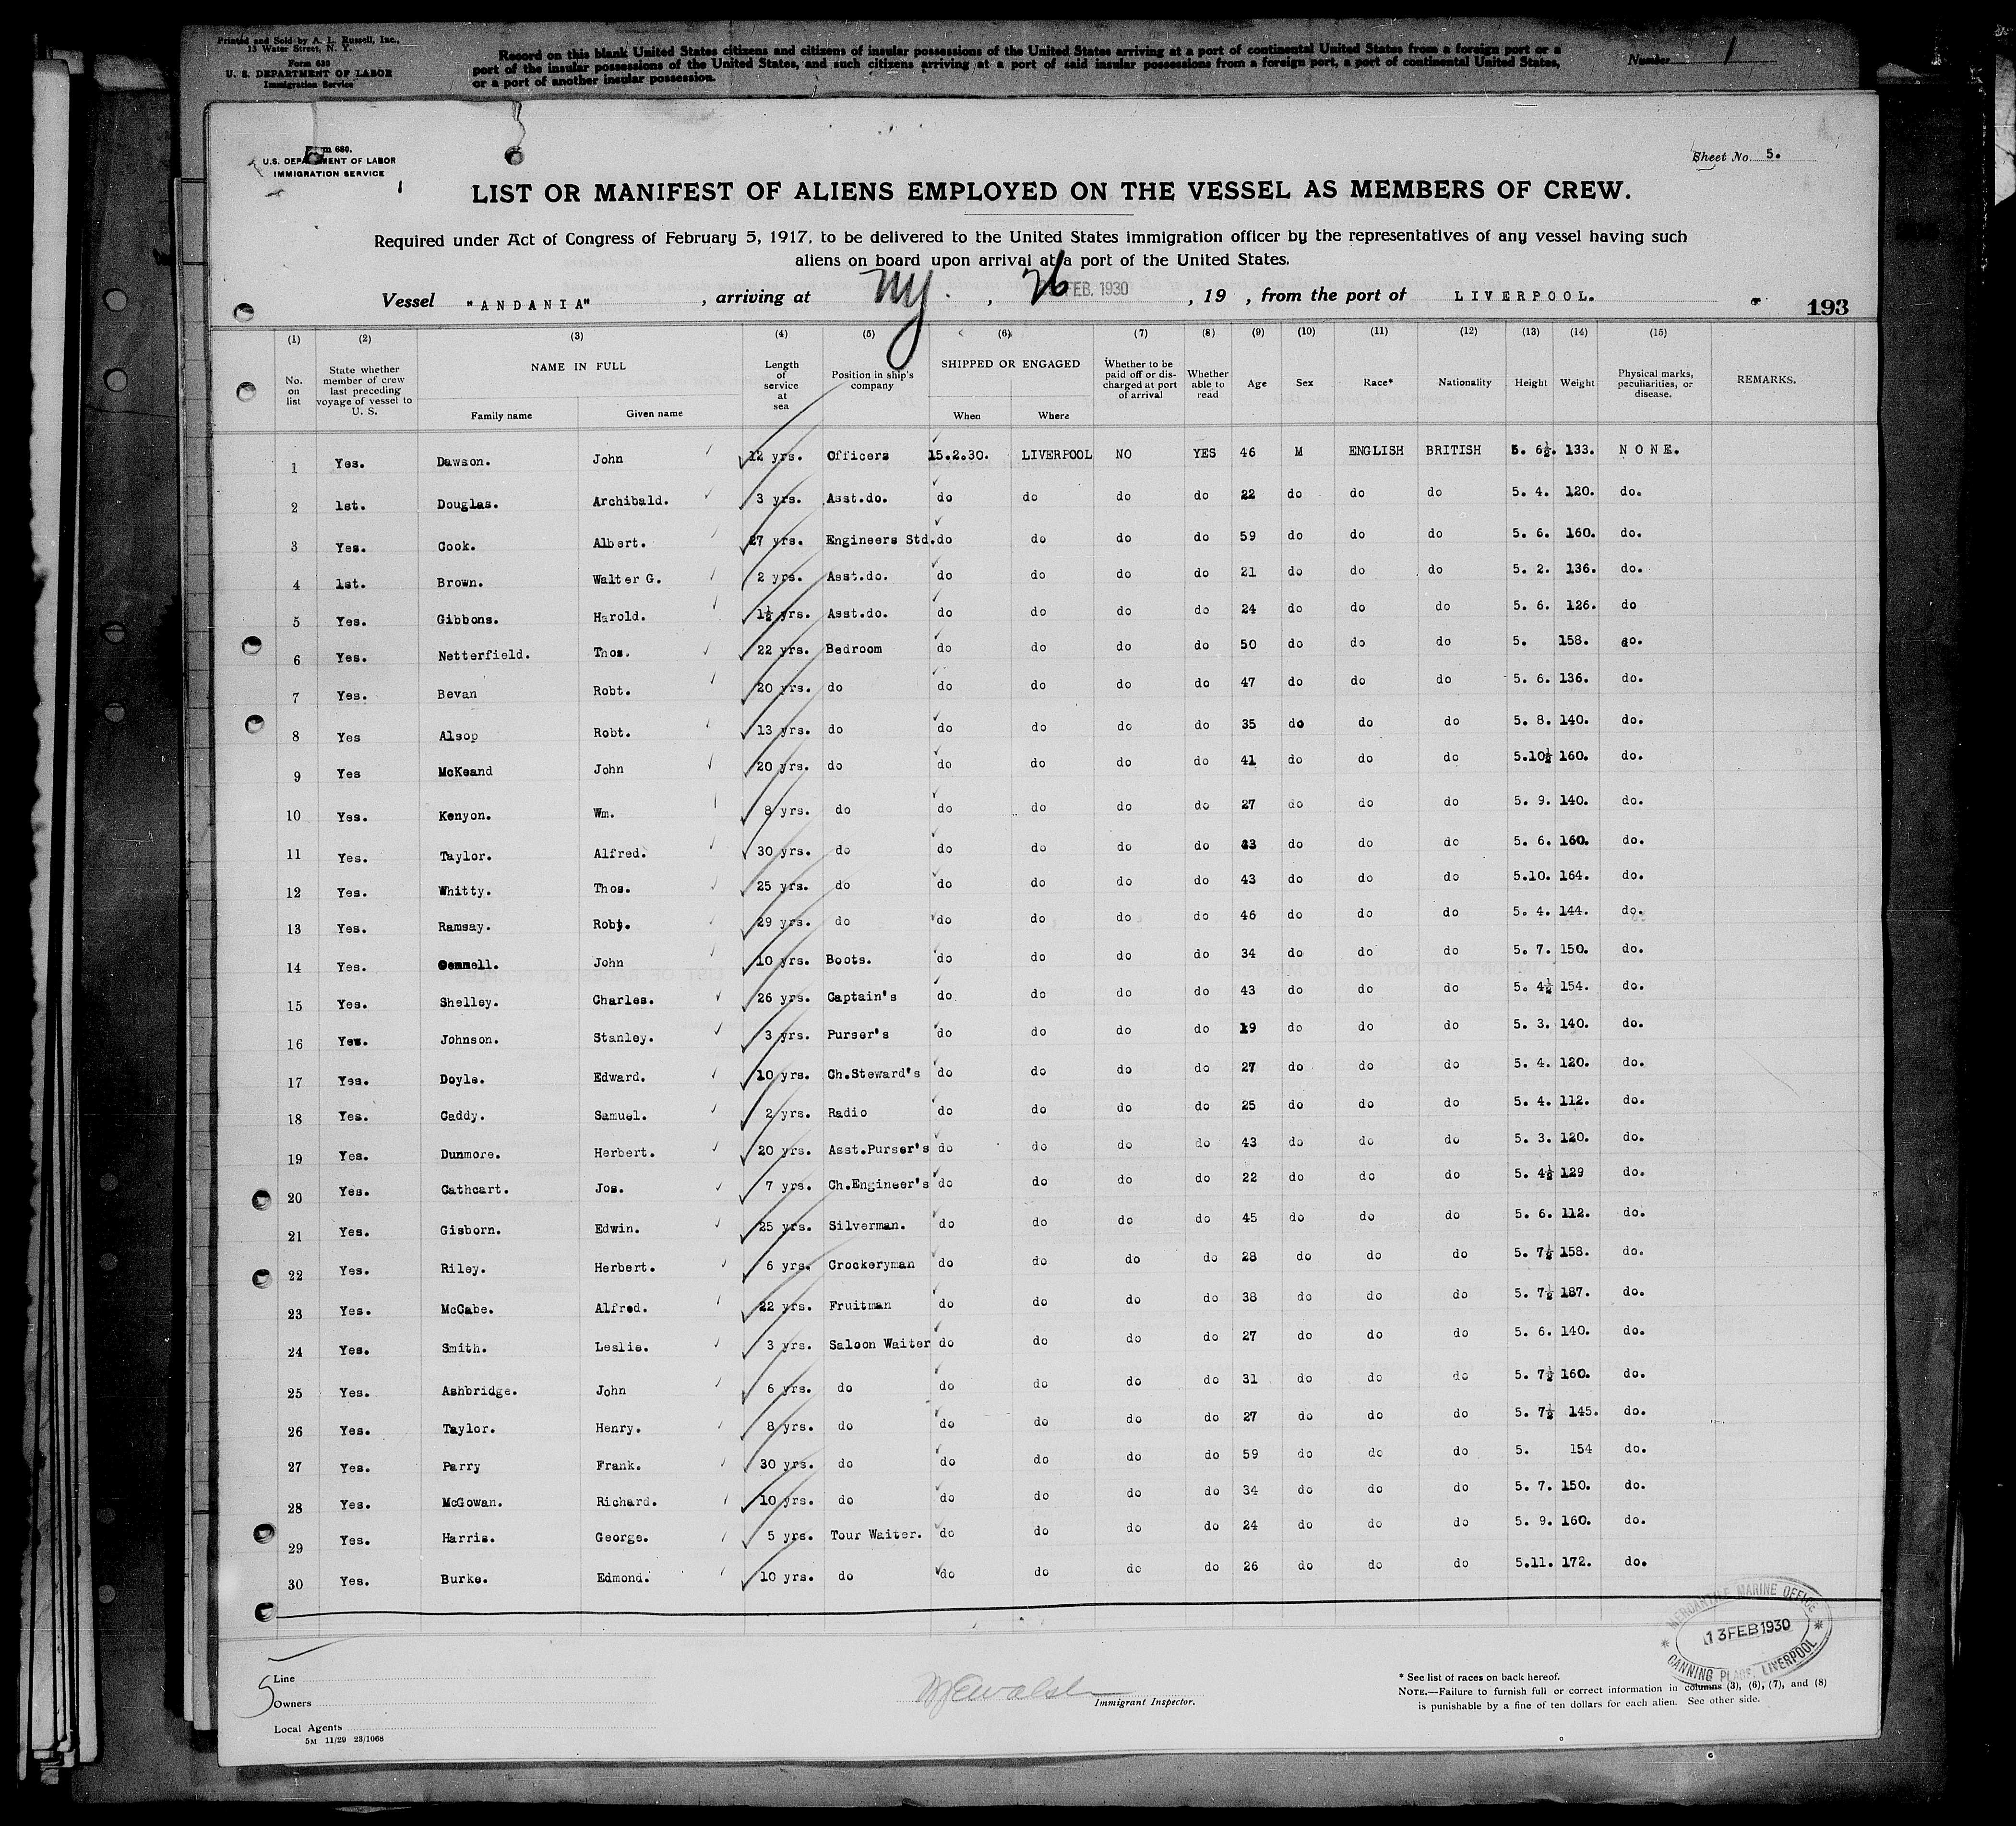 Printed and Sold by A. L. Russell, Inc.,
13 Water Street, N. Y.
Form 630
U. S. DEPARTMENT OF LABOR
Immigration Service
Record on this blank United States citizens and citizens of insular possessions of the United States arriving at a port of continental United States from a foreign port or a
port of the insular possessions of the United States, and such citizens arriving at a port of said insular possessions from a foreign port, a port of continental United States,
or a port of another insular possession.
Number 1
Form 680.
U.S. DEPARTMENT OF LABOR
IMMIGRATION SERVICE
Sheet No. 5.
LIST OR MANIFEST OF ALIENS EMPLOYED ON THE VESSEL AS MEMBERS OF CREW.
Required under Act of Congress of February 5, 1917, to be delivered to the United States immigration officer by the representatives of any vessel having such
aliens on board upon arrival at a port of the United States.
Vessel "ANDANIA" , arriving at NY. , 26 FEB. 1930 , 19 , from the port of LIVERPOOL. 193
(1) (2) (3) (4) (5) (6) (7) (8) (9) (10) (11) (12) (13) (14) (15)
No. on list State whether member of crew last preceding voyage of vessel to U. S. NAME IN FULL Length of service at sea Position in ship's company SHIPPED OR ENGAGED Whether to be paid off or discharged at port of arrival Whether able to read Age Sex Race* Nationality Height Weight Physical marks, peculiarities, or disease. REMARKS.
Family name Given name When Where
1 Yes. Dawson. John 12 yrs. Officers 15.2.30. LIVERPOOL NO YES 46 M ENGLISH BRITISH 5. 6½. 133. NONE.
2 1st. Douglas. Archibald. 3 yrs. Asst.do. do do do do 22 do do do 5. 4. 120. do.
3 Yes. Cook. Albert. 27 yrs. Engineers Std. do do do do 59 do do do 5. 6. 160. do.
4 1st. Brown. Walter G. 2 yrs. Asst.do. do do do do 21 do do do 5. 2. 136. do.
5 Yes. Gibbons. Harold. 1½ yrs. Asst.do. do do do do 24 do do do 5. 6. 126. do
6 Yes. Netterfield. Thos. 22 yrs. Bedroom do do do do 50 do do do 5. 158. do.
7 Yes. Bevan Robt. 20 yrs. do do do do do 47 do do do 5. 6. 136. do.
8 Yes Alsop Robt. 13 yrs. do do do do do 35 do do do 5. 8. 140. do.
9 Yes McKeand John 20 yrs. do do do do do 41 do do do 5.10½ 160. do.
10 Yes. Kenyon. Wm. 8 yrs. do do do do do 27 do do do 5. 9. 140. do.
11 Yes. Taylor. Alfred. 30 yrs. do do do do do 43 do do do 5. 6. 160. do.
12 Yes. Whitty. Thos. 25 yrs. do do do do do 43 do do do 5.10. 164. do.
13 Yes. Ramsay. Robt. 29 yrs. do do do do do 46 do do do 5. 4. 144. do.
14 Yes. John 10 yrs. Boots. do do do do 34 do do do 5. 7. 150. do.
15 Yes. Shelley. Charles. 26 yrs. Captain's do do do do 43 do do do 5. 4½ 154. do.
16 Yes. Johnson. Stanley. 3 yrs. Purser's do do do do 19 do do do 5. 3. 140. do.
17 Yes. Doyle. Edward. 10 yrs. Ch.Steward's do do do do 27 do do do 5. 4. 120. do.
18 Yes. Caddy. Samuel. 2 yrs. Radio do do do do 25 do do do 5. 4. 112. do.
19 Yes. Dunmore. Herbert. 20 yrs. Asst.Purser's do do do do 43 do do do 5. 3. 120. do.
20 Yes. Cathcart. Jos. 7 yrs. Ch.Engineer's do do do do 22 do do do 5. 4½ 129 do.
21 Yes. Gisborn. Edwin. 25 yrs. Silverman. do do do do 45 do do do 5. 6. 112. do.
22 Yes. Riley. Herbert. 6 yrs. Crockeryman do do do do 28 do do do 5. 7½ 158. do.
23 Yes. McCabe. Alfred. 22 yrs. Fruitman do do do do 38 do do do 5. 7½ 187. do.
24 Yes. Smith. Leslie. 3 yrs. Saloon Waiter do do do do 27 do do do 5. 6. 140. do.
25 Yes. Ashbridge. John 6 yrs. do do do do do 31 do do do 5. 7½ 160. do.
26 Yes. Taylor. Henry. 8 yrs. do do do do do 27 do do do 5. 7½ 145. do.
27 Yes. Parry Frank. 30 yrs. do do do do do 59 do do do 5. 154 do.
28 Yes. McGowan. Richard. 10 yrs. do do do do do 34 do do do 5. 7. 150. do.
29 Yes. Harris. George. 5 yrs. Tour Waiter. do do do do 24 do do do 5. 9. 160. do.
30 Yes. Burke. Edmond. 10 yrs. do do do do do 26 do do do 5.11. 172. do.
MERCANTILE MARINE OFFICE
13 FEB 1930
CANNING PLACE, LIVERPOOL
5
Line
Owners
Local Agents
5M 11/29 23/1068
Immigrant Inspector.
* See list of races on back hereof.
NOTE.—Failure to furnish full or correct information in columns (3), (6), (7), and (8)
is punishable by a fine of ten dollars for each alien. See other side.